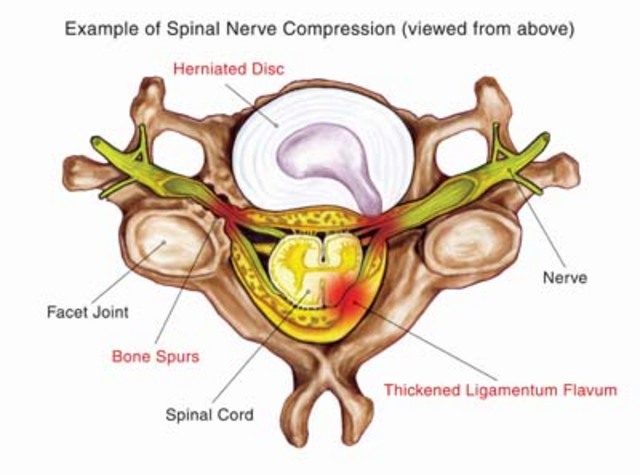 Example of Spinal Nerve Compression (viewed from above)
Herniated Disc
Nerve
Facet Joint
Bone Spurs
Thickened Ligamentum Flavum
Spinal Cord